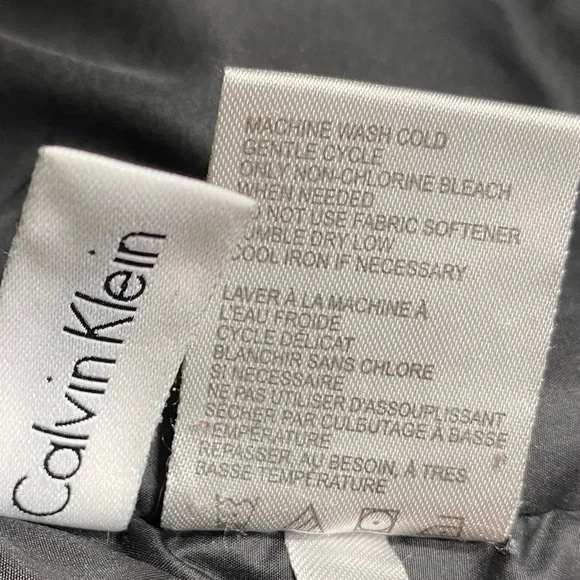 Calvin Klein
MACHINE WASH COLD
GENTLE CYCLE
ONLY NON-CHLORINE BLEACH
WHEN NEEDED
DO NOT USE FABRIC SOFTENER
TUMBLE DRY LOW
COOL IRON IF NECESSARY
LAVER À LA MACHINE À
L'EAU FROIDE
CYCLE DÉLICAT
BLANCHIR SANS CHLORE
SI NÉCESSAIRE
NE PAS UTILISER D'ASSOUPLISSANT
SÉCHER PAR CULBUTAGE À BASSE
TEMPÉRATURE
REPASSER, AU BESOIN, À TRES
BASSE TEMPÉRATURE